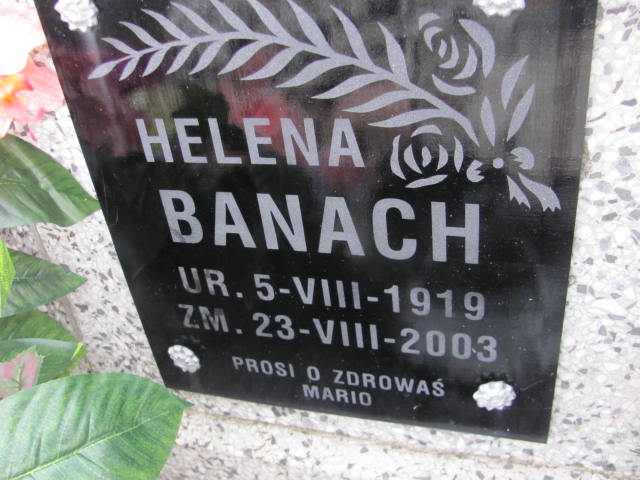 HELENA
BANACH
UR. 5-VIII-1919
ZM. 23-VIII-2003
PROSI O ZDROWAŚ
MARIO